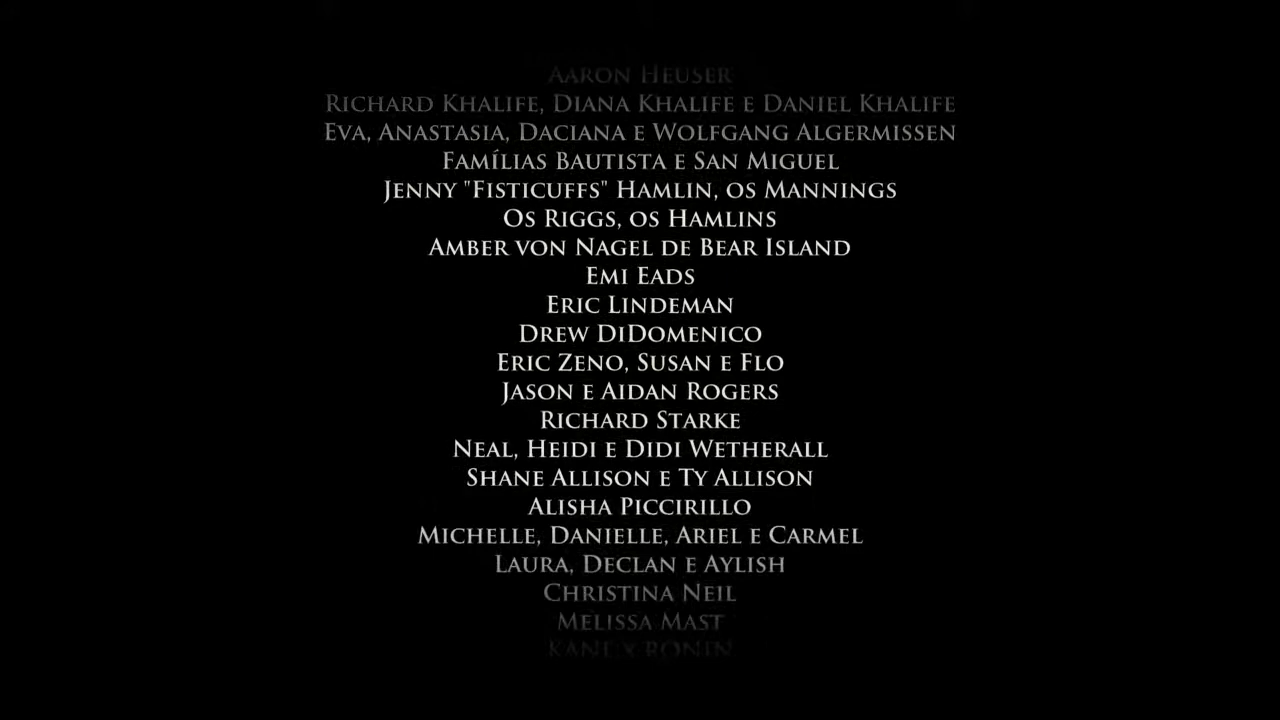 Aaron Heuser
Richard Khalife, Diana Khalife e Daniel Khalife
Eva, Anastasia, Daciana e Wolfgang Algermissen
Famílias Bautista e San Miguel
Jenny "Fisticuffs" Hamlin, os Mannings
Os Riggs, os Hamlins
Amber von Nagel de Bear Island
Emi Eads
Eric Lindeman
Drew DiDomenico
Eric Zeno, Susan e Flo
Jason e Aidan Rogers
Richard Starke
Neal, Heidi e Didi Wetherall
Shane Allison e Ty Allison
Alisha Piccirillo
Michelle, Danielle, Ariel e Carmel
Laura, Declan e Aylish
Christina Neil
Melissa Mast
Ronin